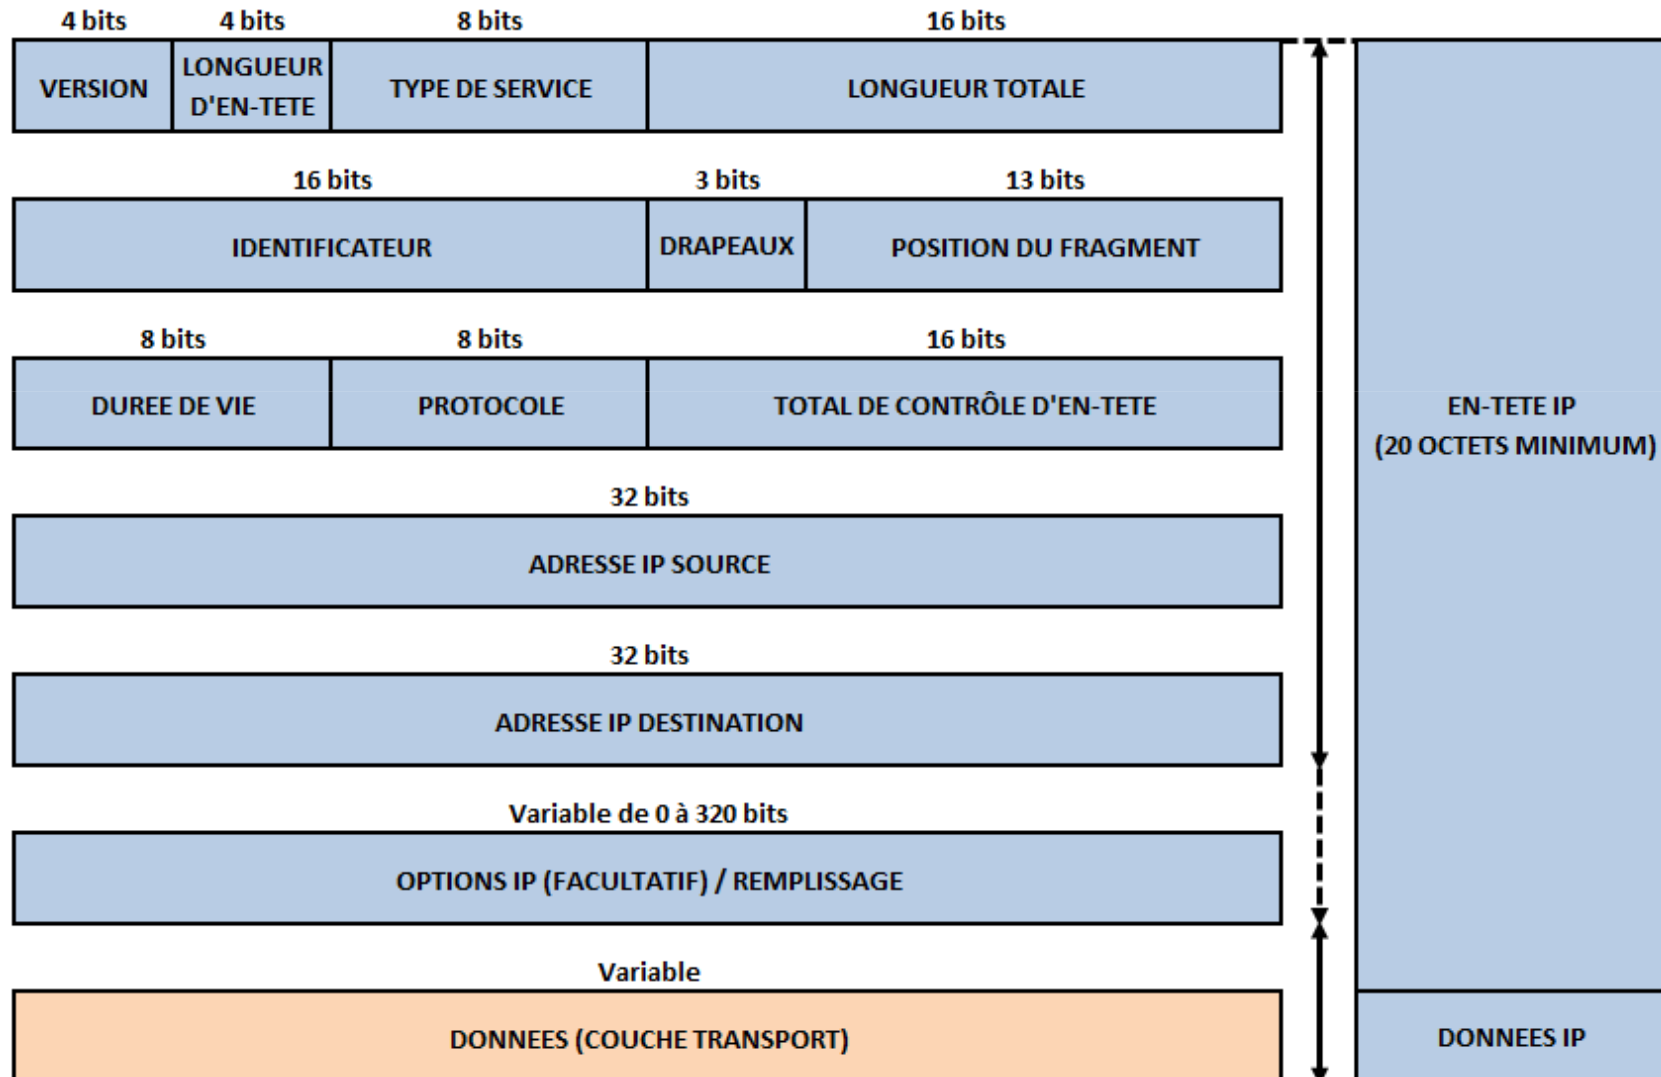 4 bits 4 bits 8 bits 16 bits
VERSION LONGUEUR D'EN-TETE TYPE DE SERVICE LONGUEUR TOTALE
16 bits 3 bits 13 bits
IDENTIFICATEUR DRAPEAUX POSITION DU FRAGMENT
8 bits 8 bits 16 bits
DUREE DE VIE PROTOCOLE TOTAL DE CONTRÔLE D'EN-TETE
32 bits
ADRESSE IP SOURCE
32 bits
ADRESSE IP DESTINATION
Variable de 0 à 320 bits
OPTIONS IP (FACULTATIF) / REMPLISSAGE
Variable
DONNEES (COUCHE TRANSPORT)
EN-TETE IP
(20 OCTETS MINIMUM)
DONNEES IP